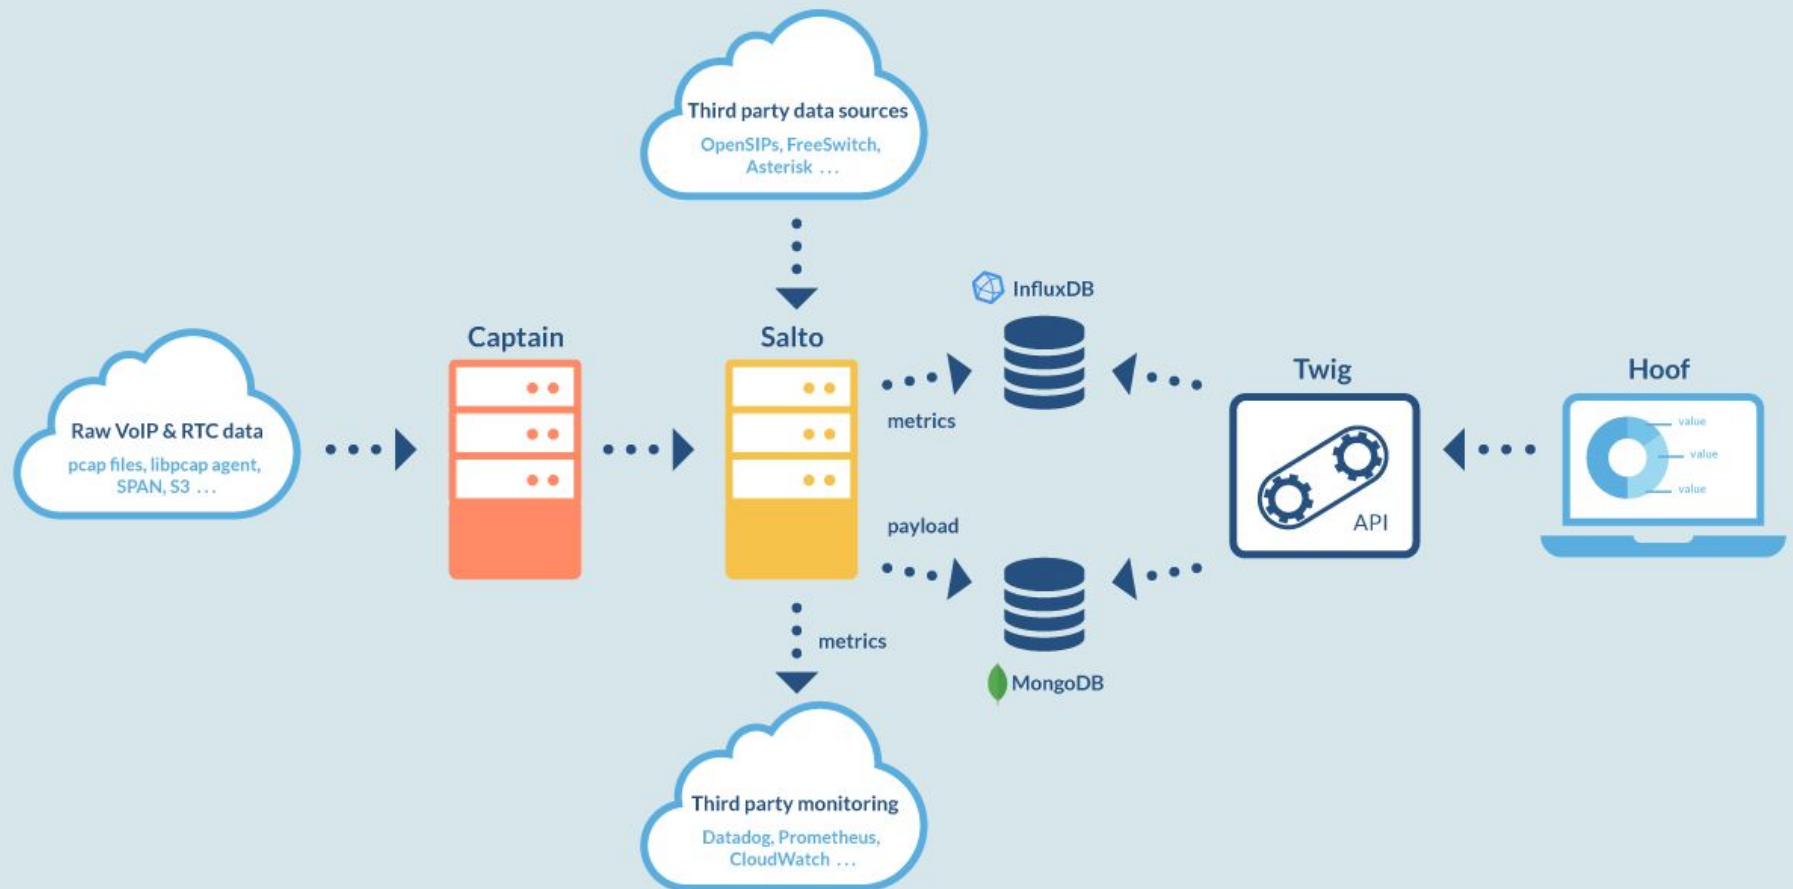 Third party data sources
OpenSIPs, FreeSwitch,
Asterisk ...
InfluxDB
Captain
Salto
Twig
Hoof
Raw VoIP & RTC data
pcap files, libpcap agent,
SPAN, S3 ...
metrics
value
value
value
API
payload
metrics
MongoDB
Third party monitoring
Datadog, Prometheus,
CloudWatch ...